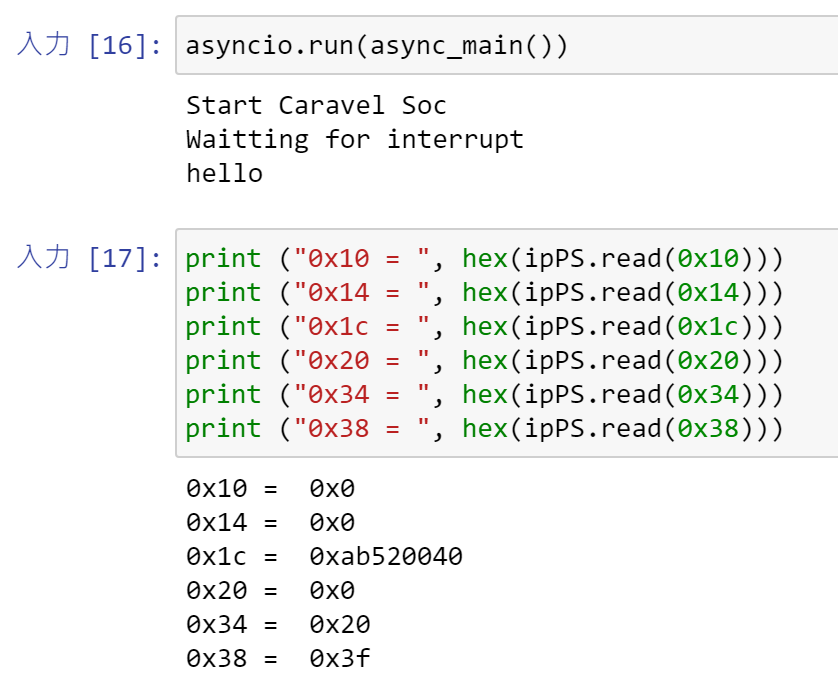 入力 [16]: asyncio.run(async_main())
Start Caravel Soc
Waitting for interrupt
hello
入力 [17]: print ("0x10 = ", hex(ipPS.read(0x10)))
print ("0x14 = ", hex(ipPS.read(0x14)))
print ("0x1c = ", hex(ipPS.read(0x1c)))
print ("0x20 = ", hex(ipPS.read(0x20)))
print ("0x34 = ", hex(ipPS.read(0x34)))
print ("0x38 = ", hex(ipPS.read(0x38)))
0x10 =  0x0
0x14 =  0x0
0x1c =  0xab520040
0x20 =  0x0
0x34 =  0x20
0x38 =  0x3f